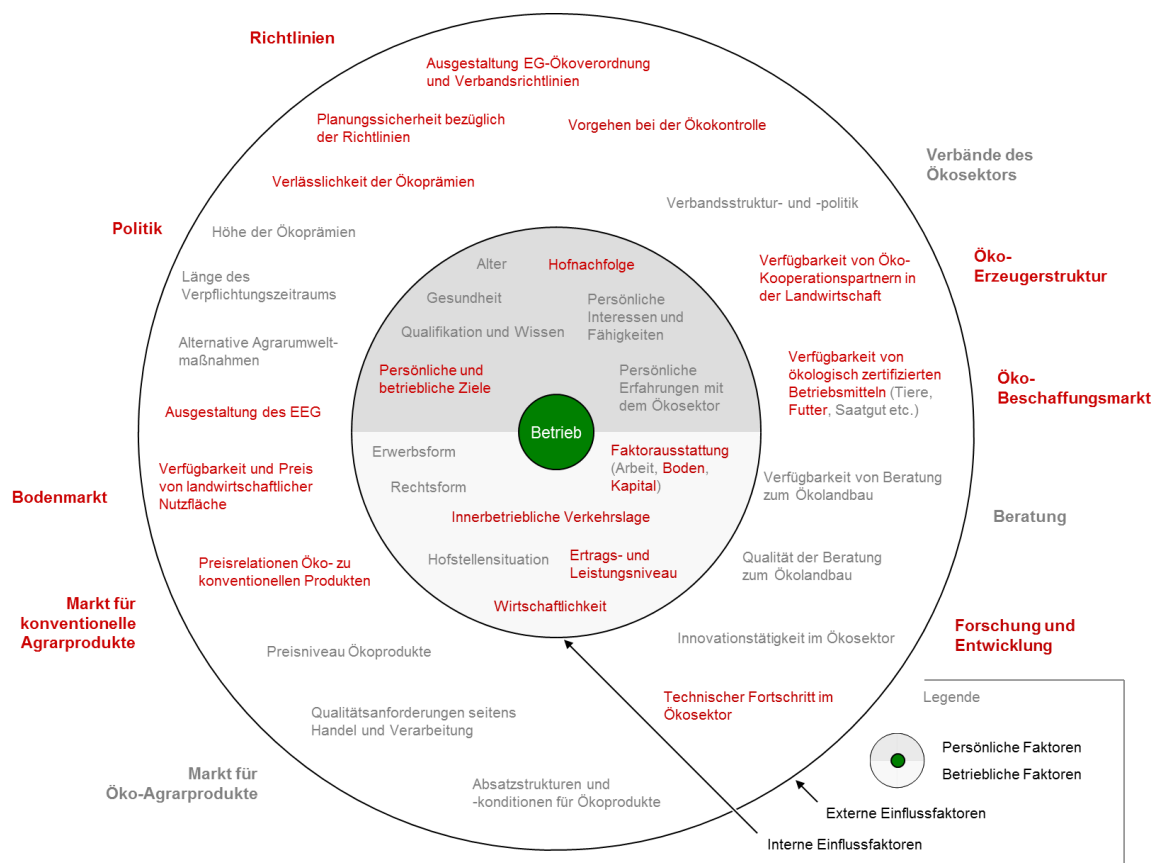 Richtlinien
Ausgestaltung EG-Ökoverordnung
und Verbandsrichtlinien
Planungssicherheit bezüglich
der Richtlinien
Vorgehen bei der Ökokontrolle
Verbände des
Ökosektors
Verlässlichkeit der Ökoprämien
Verbandsstruktur- und -politik
Politik
Höhe der Ökoprämien
Länge des
Verpflichtungszeitraums
Alternative Agrarumwelt-
maßnahmen
Ausgestaltung des EEG
Alter
Hofnachfolge
Gesundheit
Persönliche
Interessen und
Fähigkeiten
Qualifikation und Wissen
Persönliche und
betriebliche Ziele
Persönliche
Erfahrungen mit
dem Ökosektor
Betrieb
Verfügbarkeit von Öko-
Kooperationspartnern in
der Landwirtschaft
Öko-
Erzeugerstruktur
Verfügbarkeit von
ökologisch zertifizierten
Betriebsmitteln (Tiere,
Futter, Saatgut etc.)
Öko-
Beschaffungsmarkt
Erwerbsform
Rechtsform
Faktorausstattung
(Arbeit, Boden,
Kapital)
Innerbetriebliche Verkehrslage
Hofstellensituation
Ertrags- und
Leistungsniveau
Wirtschaftlichkeit
Bodenmarkt
Verfügbarkeit und Preis
von landwirtschaftlicher
Nutzfläche
Verfügbarkeit von Beratung
zum Ökolandbau
Beratung
Qualität der Beratung
zum Ökolandbau
Preisrelationen Öko- zu
konventionellen Produkten
Markt für
konventionelle
Agrarprodukte
Preisniveau Ökoprodukte
Innovationstätigkeit im Ökosektor
Forschung und
Entwicklung
Technischer Fortschritt im
Ökosektor
Qualitätsanforderungen seitens
Handel und Verarbeitung
Markt für
Öko-Agrarprodukte
Absatzstrukturen und
-konditionen für Ökoprodukte
Legende
Persönliche Faktoren
Betriebliche Faktoren
Externe Einflussfaktoren
Interne Einflussfaktoren